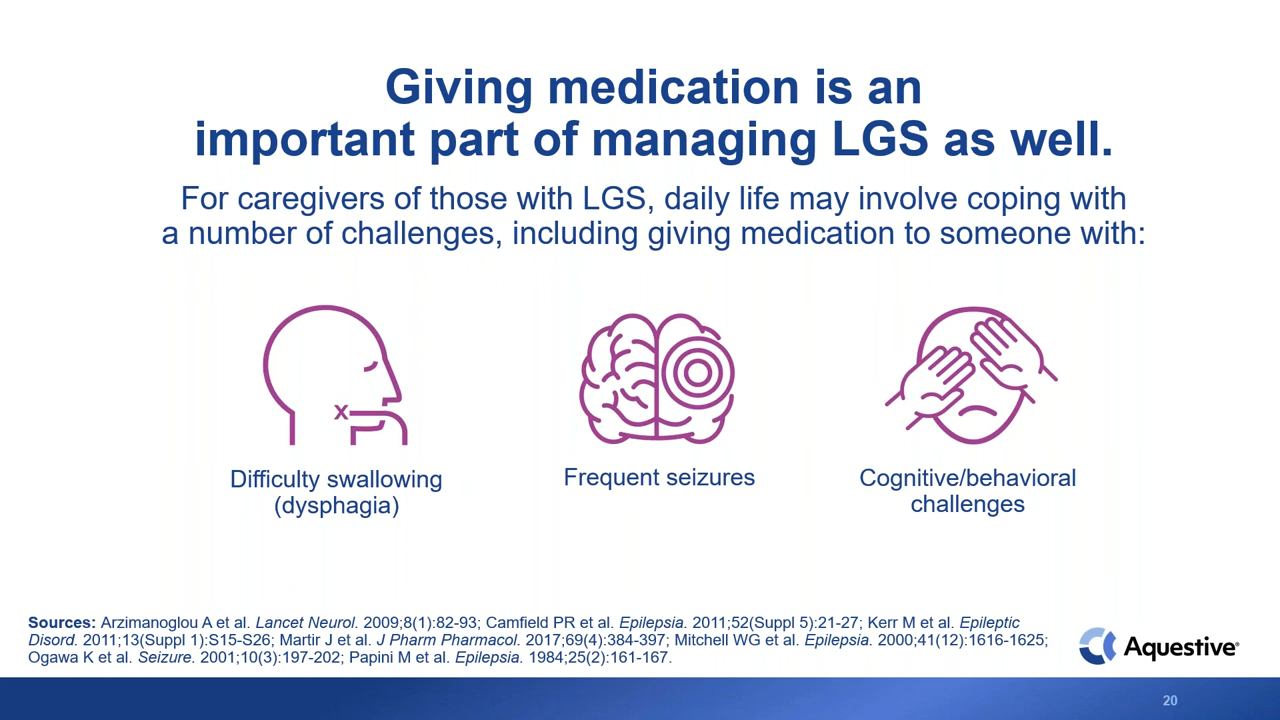 Giving medication is an
important part of managing LGS as well.
For caregivers of those with LGS, daily life may involve coping with
a number of challenges, including giving medication to someone with:
x
Difficulty swallowing
(dysphagia)
Frequent seizures
Cognitive/behavioral
challenges
Sources: Arzimanoglou A et al. Lancet Neurol. 2009;8(1):82-93; Camfield PR et al. Epilepsia. 2011;52(Suppl 5):21-27; Kerr M et al. Epileptic
Disord. 2011;13(Suppl 1):S15-S26; Martir J et al. J Pharm Pharmacol. 2017;69(4):384-397; Mitchell WG et al. Epilepsia. 2000;41(12):1616-1625;
Ogawa K et al. Seizure. 2001;10(3):197-202; Papini M et al. Epilepsia. 1984;25(2):161-167.
Aquestive®
20